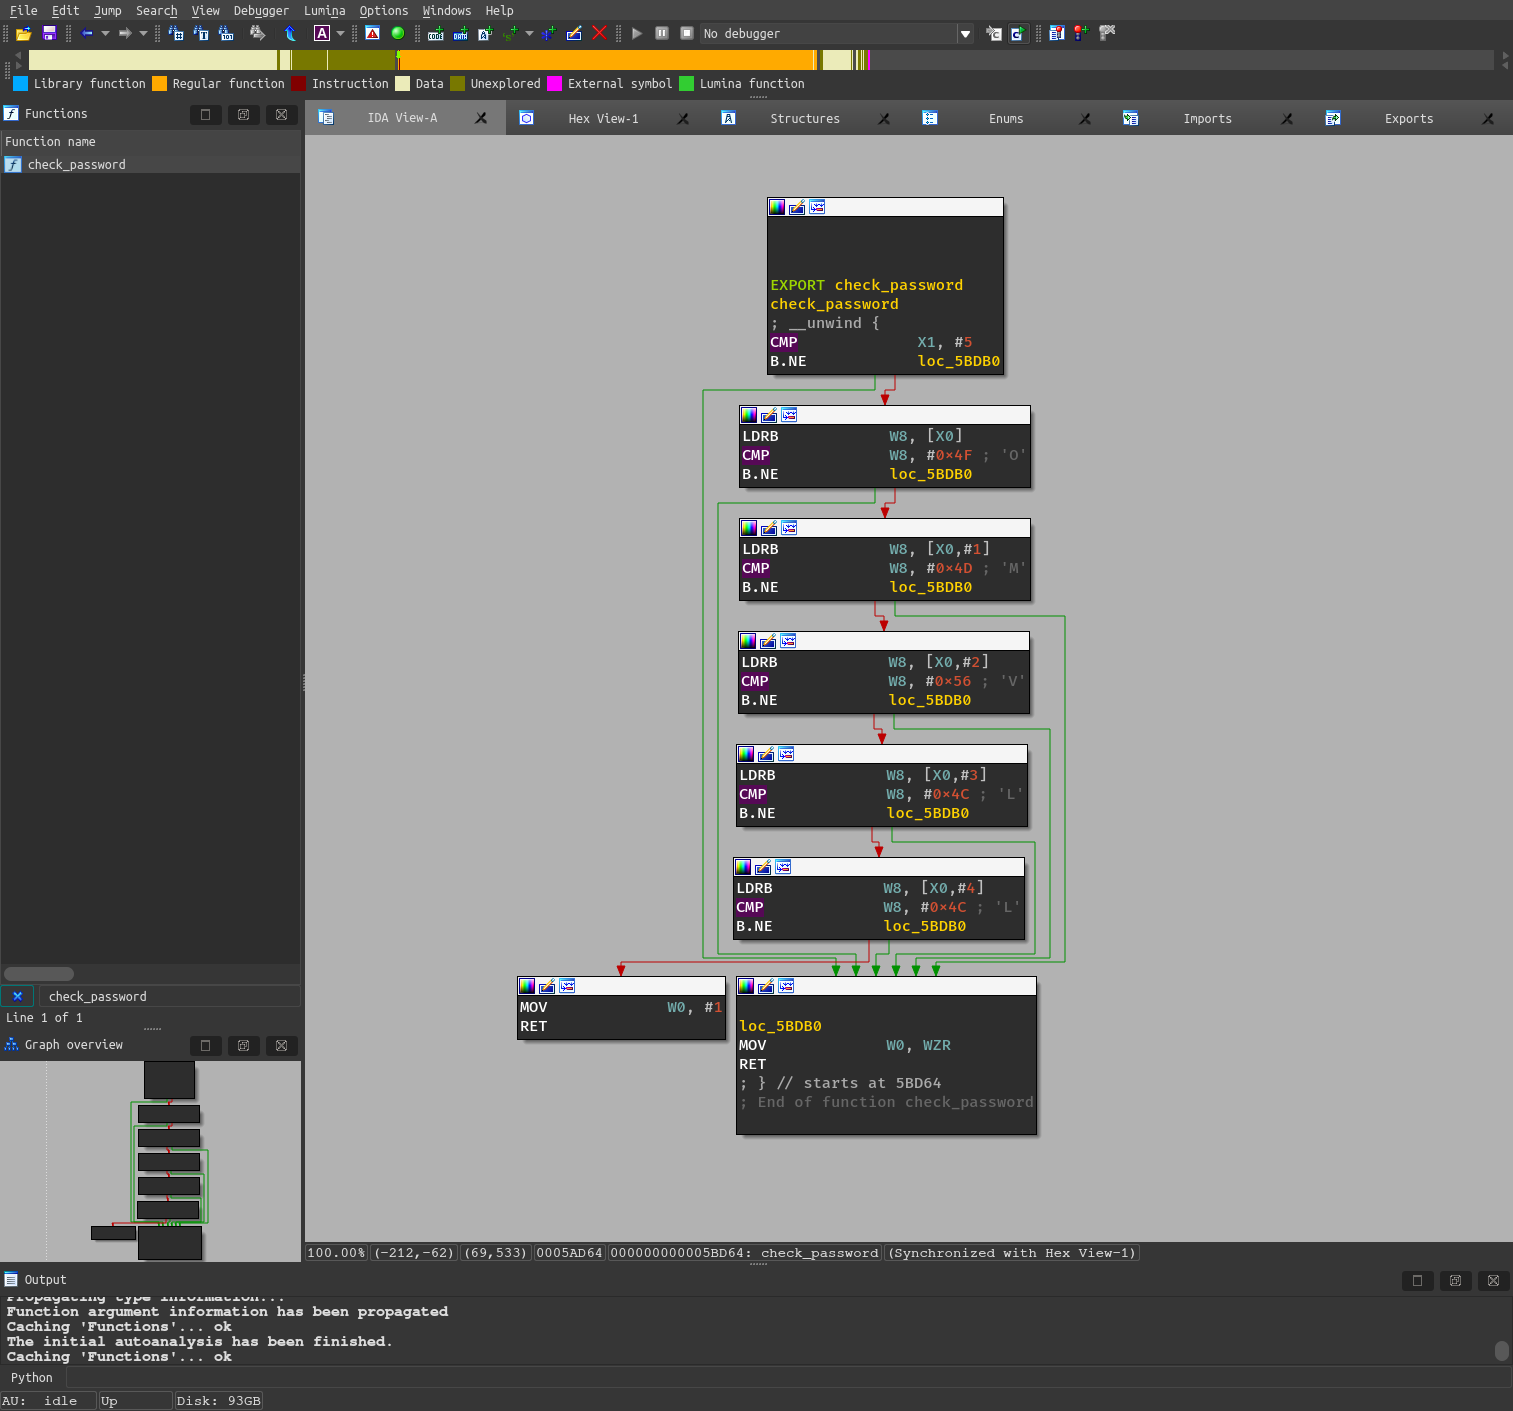 File Edit Jump Search View Debugger Lumina Options Windows Help
No debugger
Library function Regular function Instruction Data Unexplored External symbol Lumina function
Functions
IDA View-A Hex View-1 Structures Enums Imports Exports
Function name
check_password
EXPORT check_password
check_password
; __unwind {
CMP X1, #5
B.NE loc_5BDB0
LDRB W8, [X0]
CMP W8, #0x4F ; 'O'
B.NE loc_5BDB0
LDRB W8, [X0,#1]
CMP W8, #0x4D ; 'M'
B.NE loc_5BDB0
LDRB W8, [X0,#2]
CMP W8, #0x56 ; 'V'
B.NE loc_5BDB0
LDRB W8, [X0,#3]
CMP W8, #0x4C ; 'L'
B.NE loc_5BDB0
LDRB W8, [X0,#4]
CMP W8, #0x4C ; 'L'
B.NE loc_5BDB0
MOV W0, #1
RET
loc_5BDB0
MOV W0, WZR
RET
; } // starts at 5BD64
; End of function check_password
check_password
Line 1 of 1
Graph overview
100.00% (-212,-62) (69,533) 0005AD64 000000000005BD64: check_password (Synchronized with Hex View-1)
Output
Propagating type information...
Function argument information has been propagated
Caching 'Functions'... ok
The initial autoanalysis has been finished.
Caching 'Functions'... ok
Python
AU: idle Up Disk: 93GB